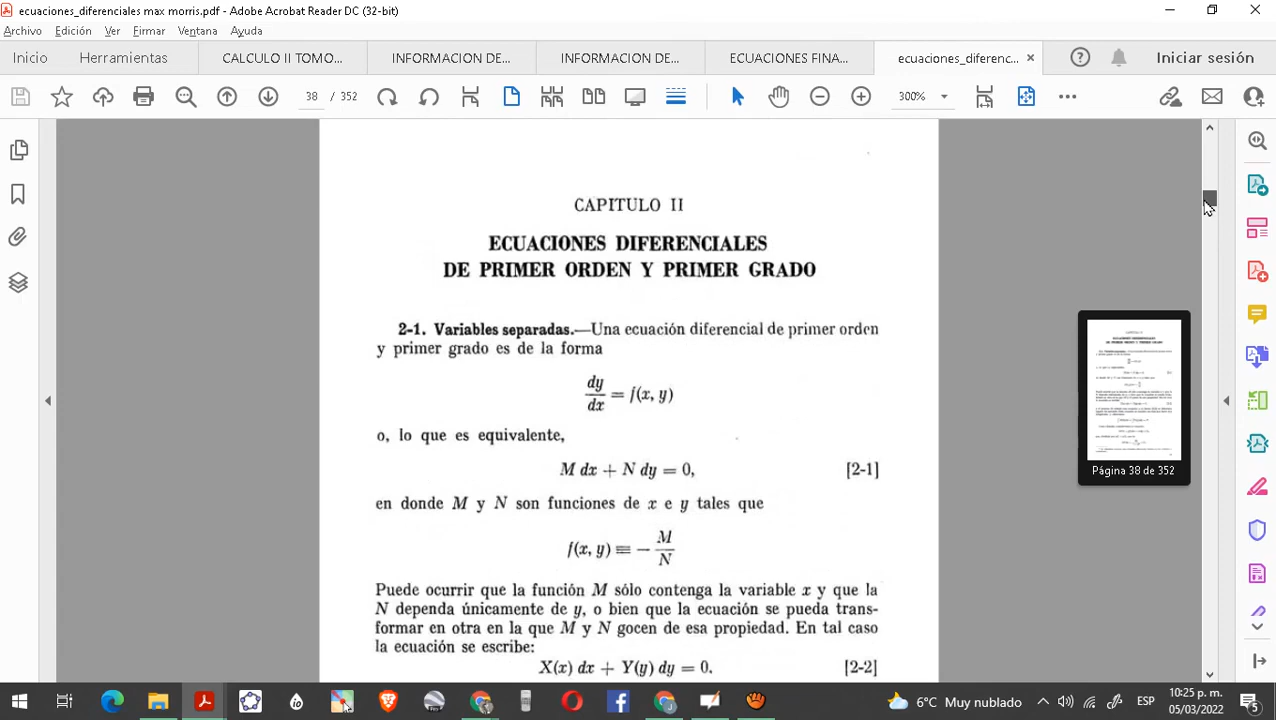 ecuaciones_diferenciales max morris.pdf - Adobe Acrobat Reader DC (32-bit)
Archivo Edición Ver Firmar Ventana Ayuda
Inicio Herramientas CALCULO II TOMO... INFORMACION DE... INFORMACION DE... ECUACIONES FINA... ecuaciones_diferenc... × Iniciar sesión
38 / 352 300%
CAPITULO II
ECUACIONES DIFERENCIALES
DE PRIMER ORDEN Y PRIMER GRADO
2-1. Variables separadas.—Una ecuación diferencial de primer orden
y primer grado es de la forma
dy/dx = f(x, y)
o, lo que es equivalente,
M dx + N dy = 0, [2-1]
en donde M y N son funciones de x e y tales que
f(x, y) ≡ − M/N
Puede ocurrir que la función M sólo contenga la variable x y que la
N dependa únicamente de y, o bien que la ecuación se pueda trans-
formar en otra en la que M y N gocen de esa propiedad. En tal caso
la ecuación se escribe:
X(x) dx + Y(y) dy = 0. [2-2]
Página 38 de 352
6°C Muy nublado ESP 10:25 p. m.
05/03/2022 5